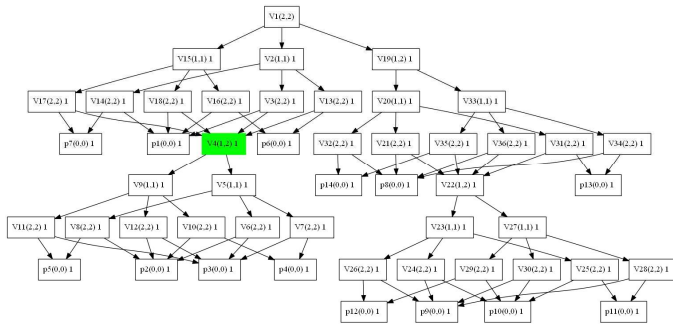 V1(2,2)
V15(1,1) 1 V2(1,1) 1 V19(1,2) 1
V17(2,2) 1 V14(2,2) 1 V18(2,2) 1 V16(2,2) 1 V3(2,2) 1 V13(2,2) 1 V20(1,1) 1 V33(1,1) 1
p7(0,0) 1 p1(0,0) 1 V4(1,2) 1 p6(0,0) 1 V32(2,2) 1 V21(2,2) 1 V35(2,2) 1 V36(2,2) 1 V31(2,2) 1 V34(2,2) 1
V9(1,1) 1 V5(1,1) 1 p14(0,0) 1 p8(0,0) 1 V22(1,2) 1 p13(0,0) 1
V11(2,2) 1 V8(2,2) 1 V12(2,2) 1 V10(2,2) 1 V6(2,2) 1 V7(2,2) 1 V23(1,1) 1 V27(1,1) 1
p5(0,0) 1 p2(0,0) 1 p3(0,0) 1 p4(0,0) 1 V26(2,2) 1 V24(2,2) 1 V29(2,2) 1 V30(2,2) 1 V25(2,2) 1 V28(2,2) 1
p12(0,0) 1 p9(0,0) 1 p10(0,0) 1 p11(0,0) 1